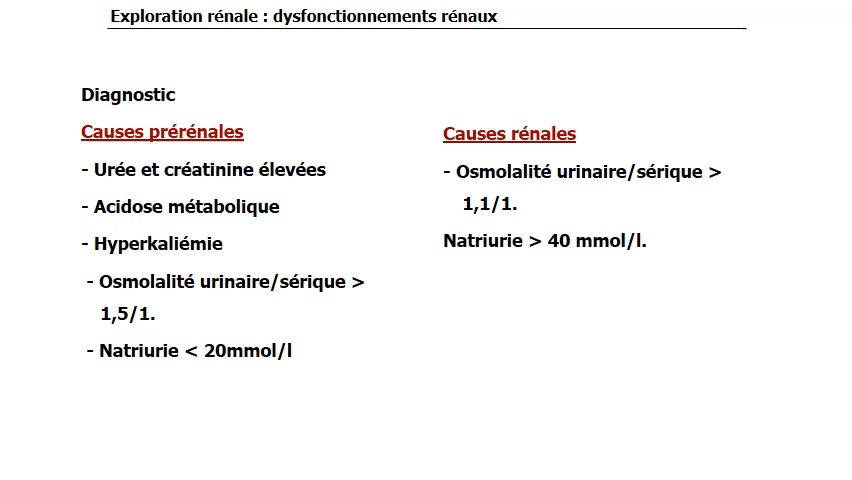 Exploration rénale : dysfonctionnements rénaux
Diagnostic
Causes prérénales
- Urée et créatinine élevées
- Acidose métabolique
- Hyperkaliémie
- Osmolalité urinaire/sérique >
1,5/1.
- Natriurie < 20mmol/l
Causes rénales
- Osmolalité urinaire/sérique >
1,1/1.
Natriurie > 40 mmol/l.